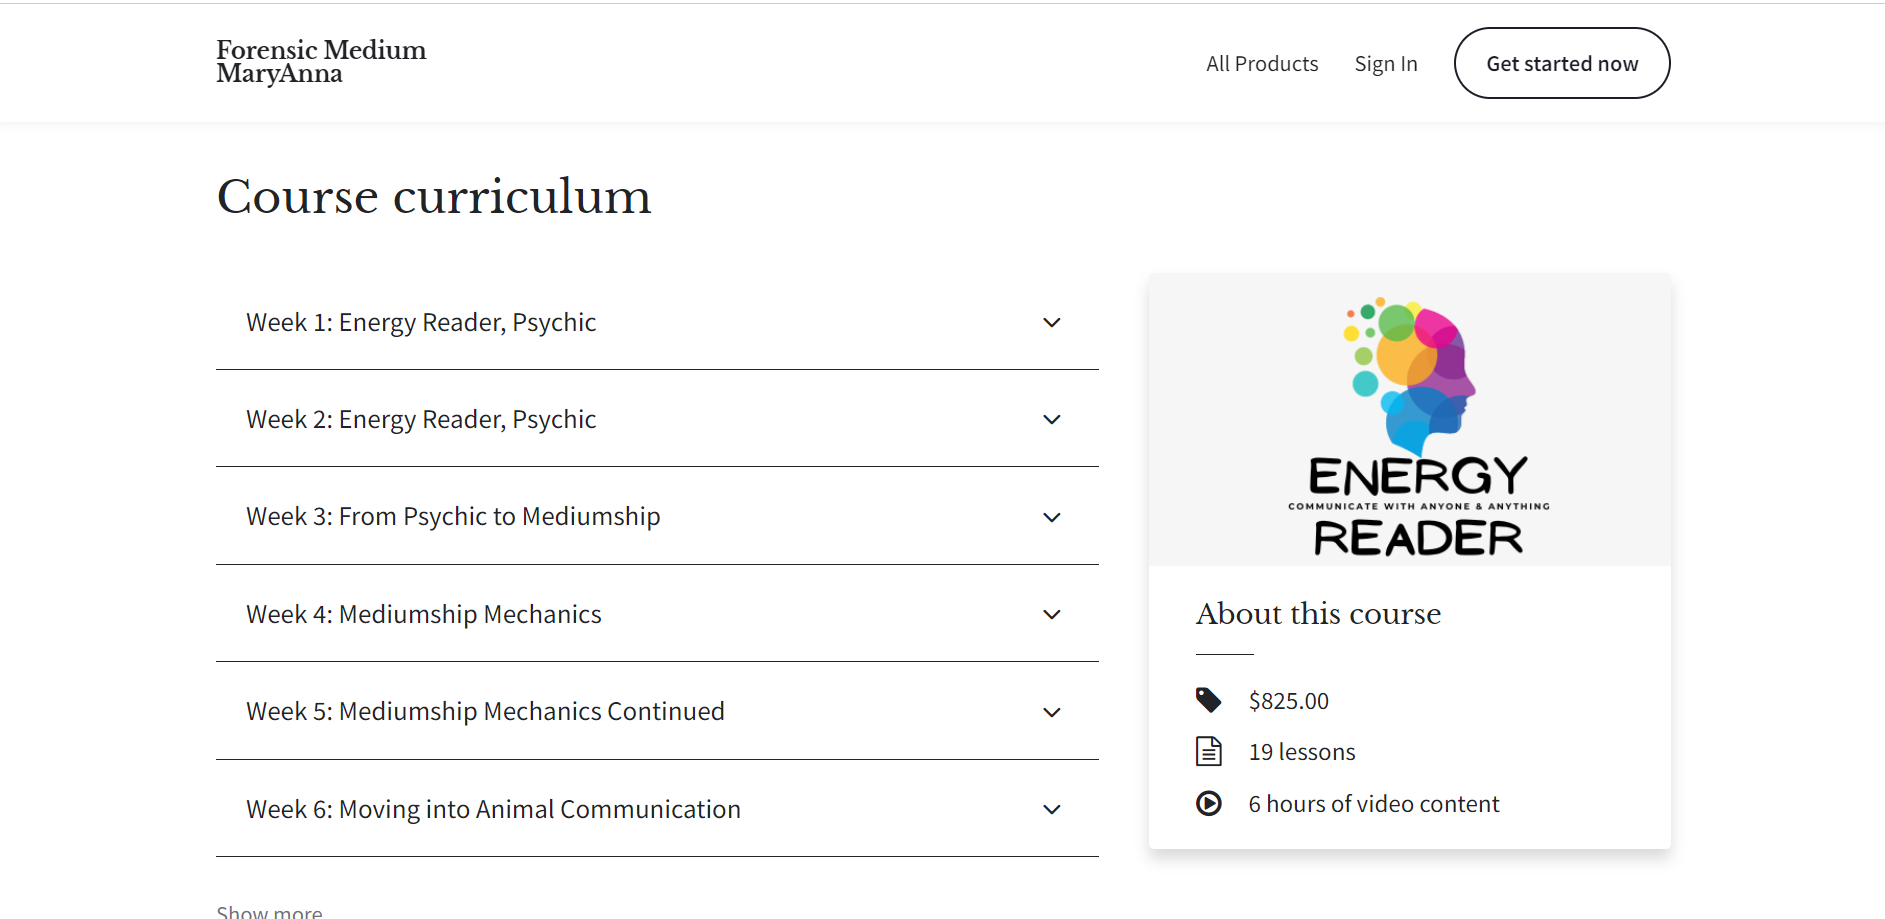 Forensic Medium
MaryAnna
All Products
Sign In
Get started now
Course curriculum
Week 1: Energy Reader, Psychic
Week 2: Energy Reader, Psychic
Week 3: From Psychic to Mediumship
Week 4: Mediumship Mechanics
Week 5: Mediumship Mechanics Continued
Week 6: Moving into Animal Communication
Show more
ENERGY
COMMUNICATE WITH ANYONE & ANYTHING
READER
About this course
$825.00
19 lessons
6 hours of video content